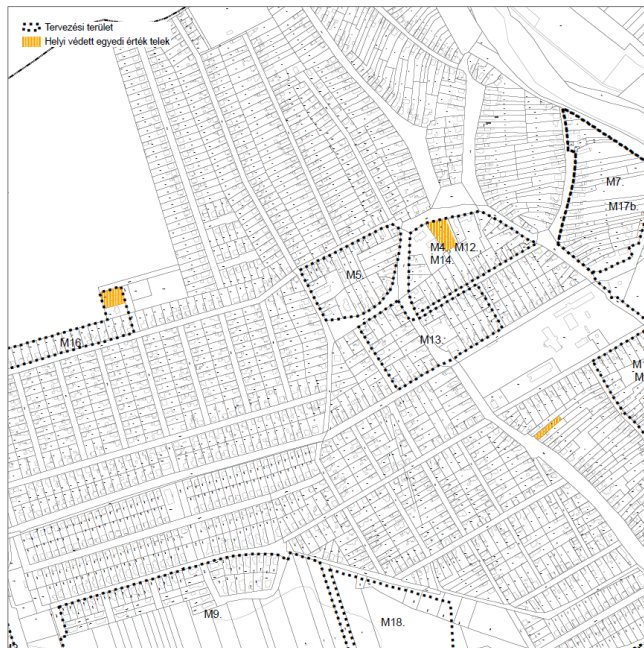 Tervezési terület
Helyi védett egyedi érték telek
M7.
M17b.
M4., M12.
M14.
M5.
M16.
M13.
M9.
M18.